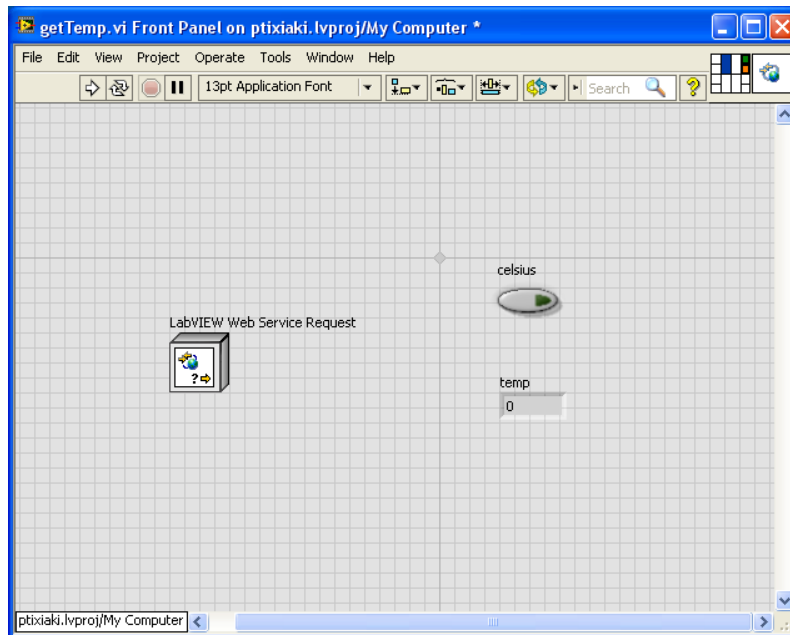 getTemp.vi Front Panel on ptixiaki.lvproj/My Computer *
File Edit View Project Operate Tools Window Help
13pt Application Font
Search
?
celsius
LabVIEW Web Service Request
?
temp
0
ptixiaki.lvproj/My Computer